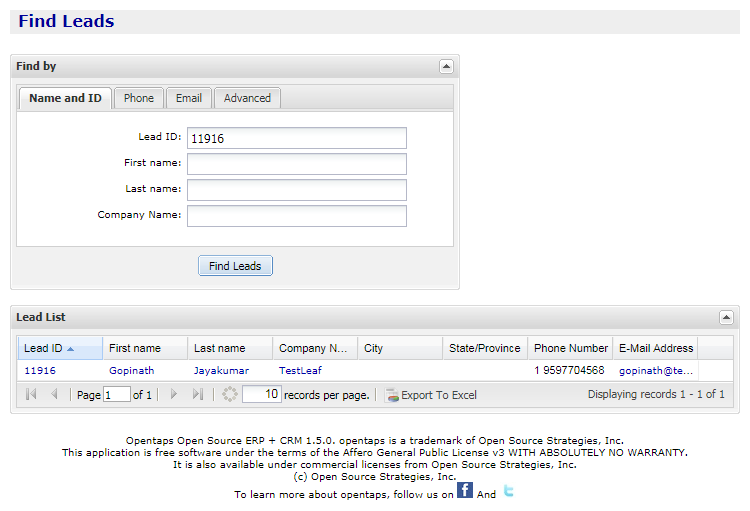 Find Leads
Find by
Name and ID Phone Email Advanced
Lead ID: 11916
First name:
Last name:
Company Name:
Find Leads
Lead List
Lead ID First name Last name Company N... City State/Province Phone Number E-Mail Address
11916 Gopinath Jayakumar TestLeaf 1 9597704568 gopinath@te...
Page 1 of 1 10 records per page. Export To Excel Displaying records 1 - 1 of 1
Opentaps Open Source ERP + CRM 1.5.0. opentaps is a trademark of Open Source Strategies, Inc.
This application is free software under the terms of the Affero General Public License v3 WITH ABSOLUTELY NO WARRANTY.
It is also available under commercial licenses from Open Source Strategies, Inc.
(c) Open Source Strategies, Inc.
To learn more about opentaps, follow us on f And t